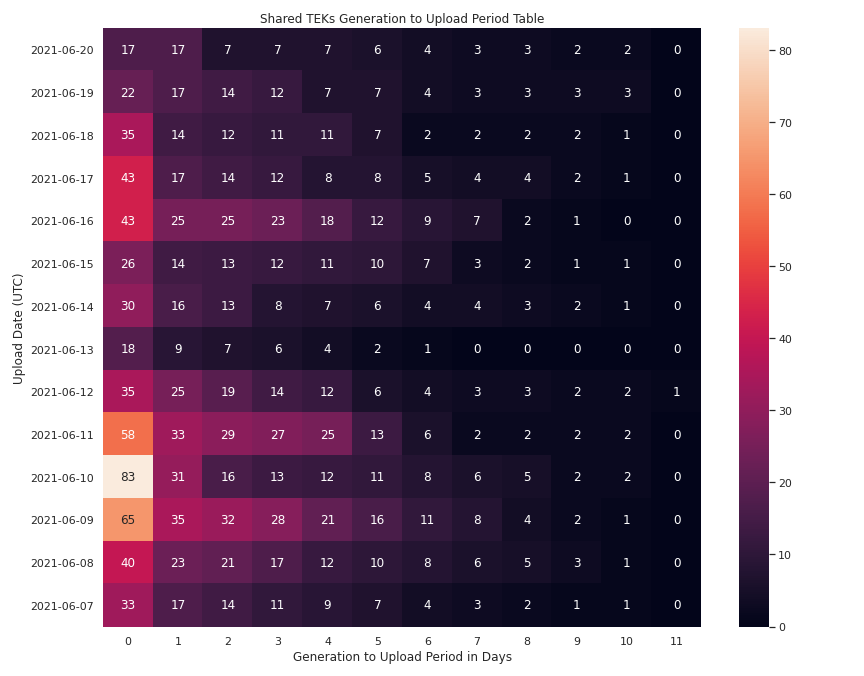 Shared TEKs Generation to Upload Period Table
Upload Date (UTC)
2021-06-20 17 17 7 7 7 6 4 3 3 2 2 0
2021-06-19 22 17 14 12 7 7 4 3 3 3 3 0
2021-06-18 35 14 12 11 11 7 2 2 2 2 1 0
2021-06-17 43 17 14 12 8 8 5 4 4 2 1 0
2021-06-16 43 25 25 23 18 12 9 7 2 1 0 0
2021-06-15 26 14 13 12 11 10 7 3 2 1 1 0
2021-06-14 30 16 13 8 7 6 4 4 3 2 1 0
2021-06-13 18 9 7 6 4 2 1 0 0 0 0 0
2021-06-12 35 25 19 14 12 6 4 3 3 2 2 1
2021-06-11 58 33 29 27 25 13 6 2 2 2 2 0
2021-06-10 83 31 16 13 12 11 8 6 5 2 2 0
2021-06-09 65 35 32 28 21 16 11 8 4 2 1 0
2021-06-08 40 23 21 17 12 10 8 6 5 3 1 0
2021-06-07 33 17 14 11 9 7 4 3 2 1 1 0
0 1 2 3 4 5 6 7 8 9 10 11
Generation to Upload Period in Days
80
70
60
50
40
30
20
10
0